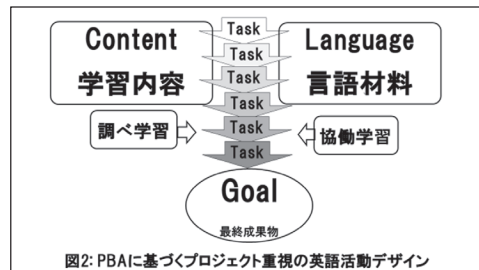 Content
学習内容
Task
Task
Task
Task
Task
Task
Language
言語材料
調べ学習
協働学習
Goal
最終成果物
図2: PBAに基づくプロジェクト重視の英語活動デザイン